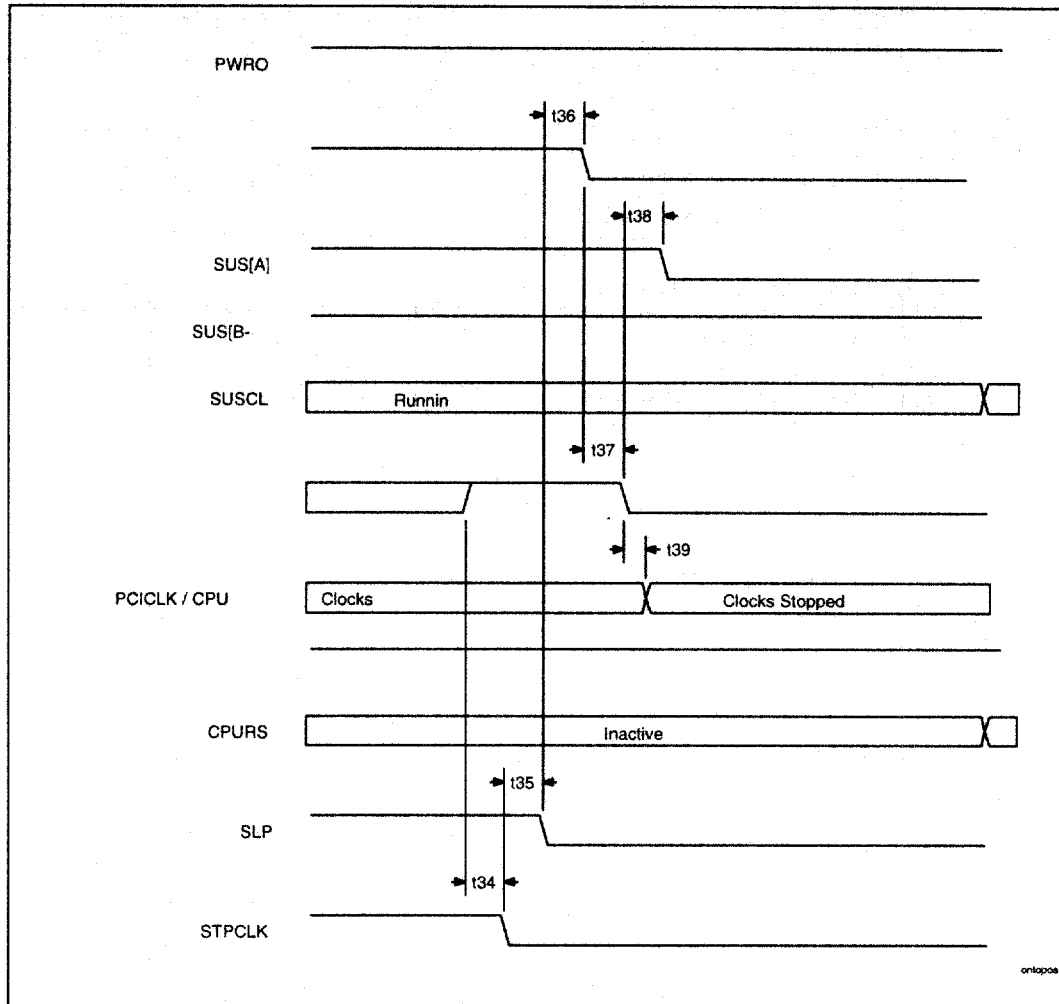 PWRO
t36
t38
SUS[A]
SUS[B-
SUSCL
Runnin
t37
t39
PCICLK / CPU
Clocks
Clocks Stopped
CPURS
Inactive
t35
SLP
t34
STPCLK
ontopos